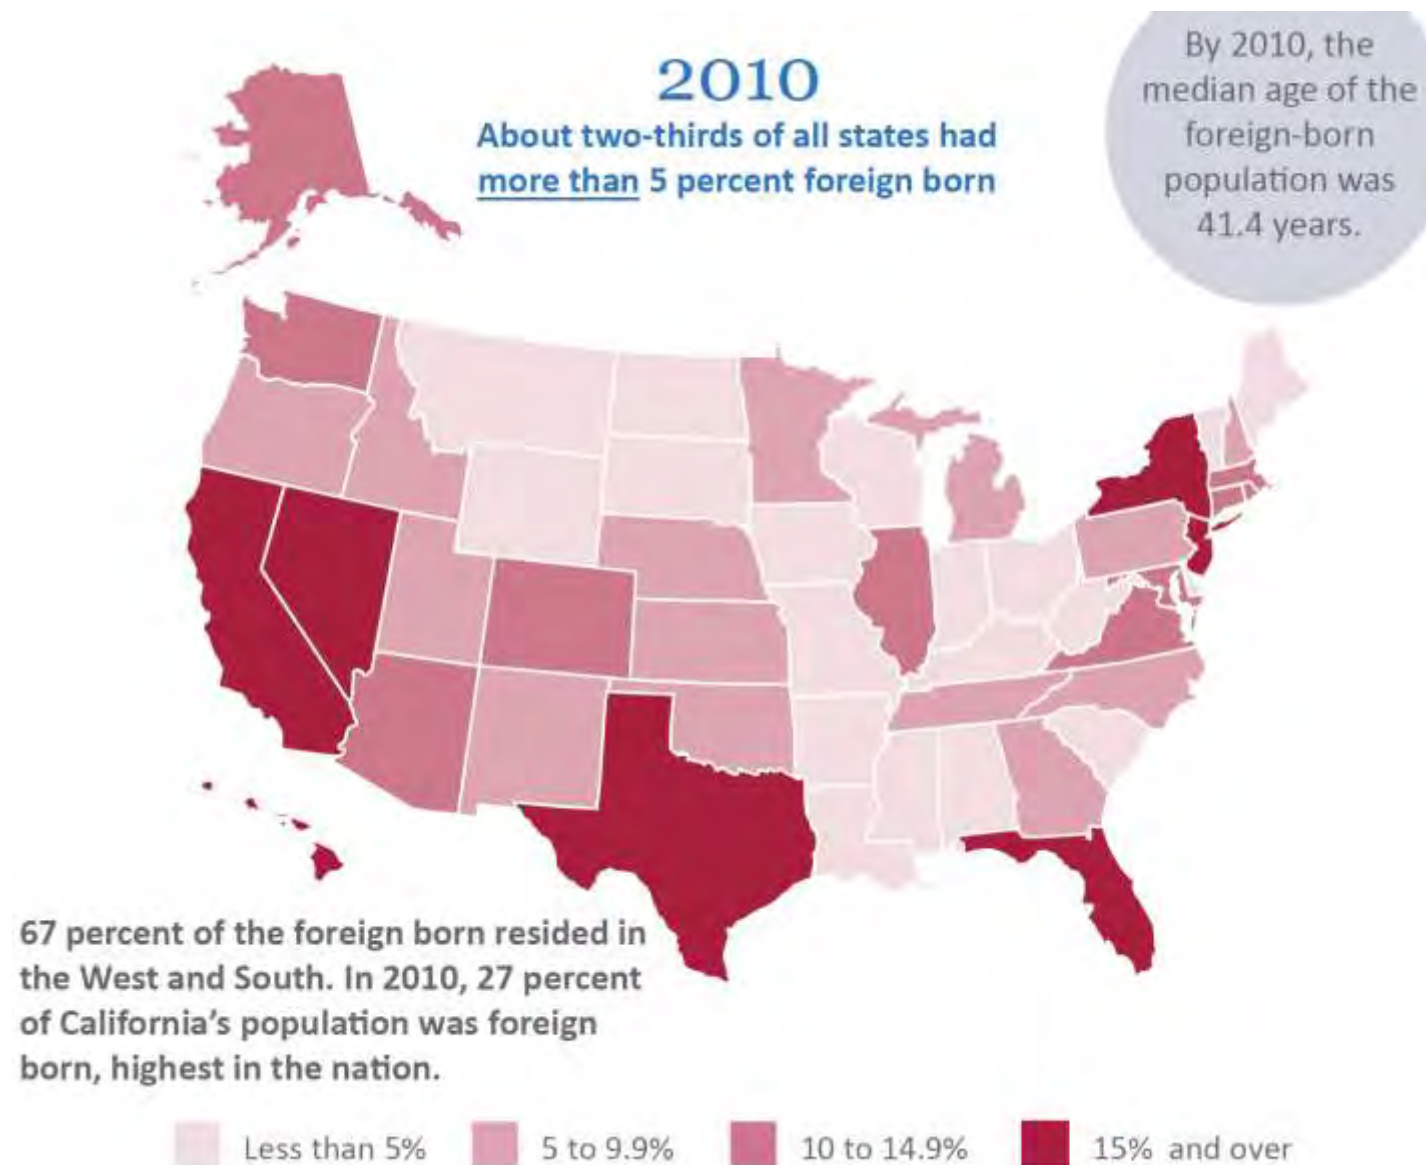 2010
About two-thirds of all states had
more than 5 percent foreign born
By 2010, the
median age of the
foreign-born
population was
41.4 years.
67 percent of the foreign born resided in
the West and South. In 2010, 27 percent
of California's population was foreign
born, highest in the nation.
Less than 5%
5 to 9.9%
10 to 14.9%
15% and over